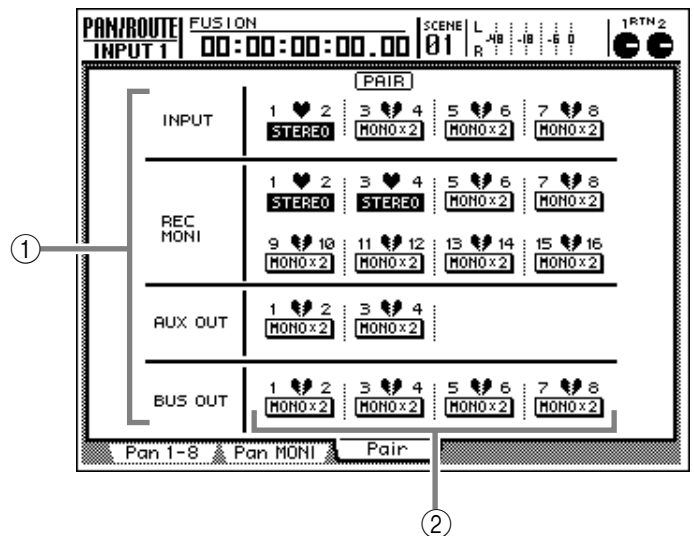 PAN/ROUTE FUSION SCENE L -48 -18 -6 0 1 RTN 2
INPUT 1 00:00:00:00.00 01 R
PAIR
INPUT 1 2 3 4 5 6 7 8
STEREO MONO×2 MONO×2 MONO×2
1 2 3 4 5 6 7 8
STEREO STEREO MONO×2 MONO×2
REC
MONI
9 10 11 12 13 14 15 16
MONO×2 MONO×2 MONO×2 MONO×2
1
AUX OUT 1 2 3 4
MONO×2 MONO×2
BUS OUT 1 2 3 4 5 6 7 8
MONO×2 MONO×2 MONO×2 MONO×2
Pan 1-8 Pan MONI Pair
2